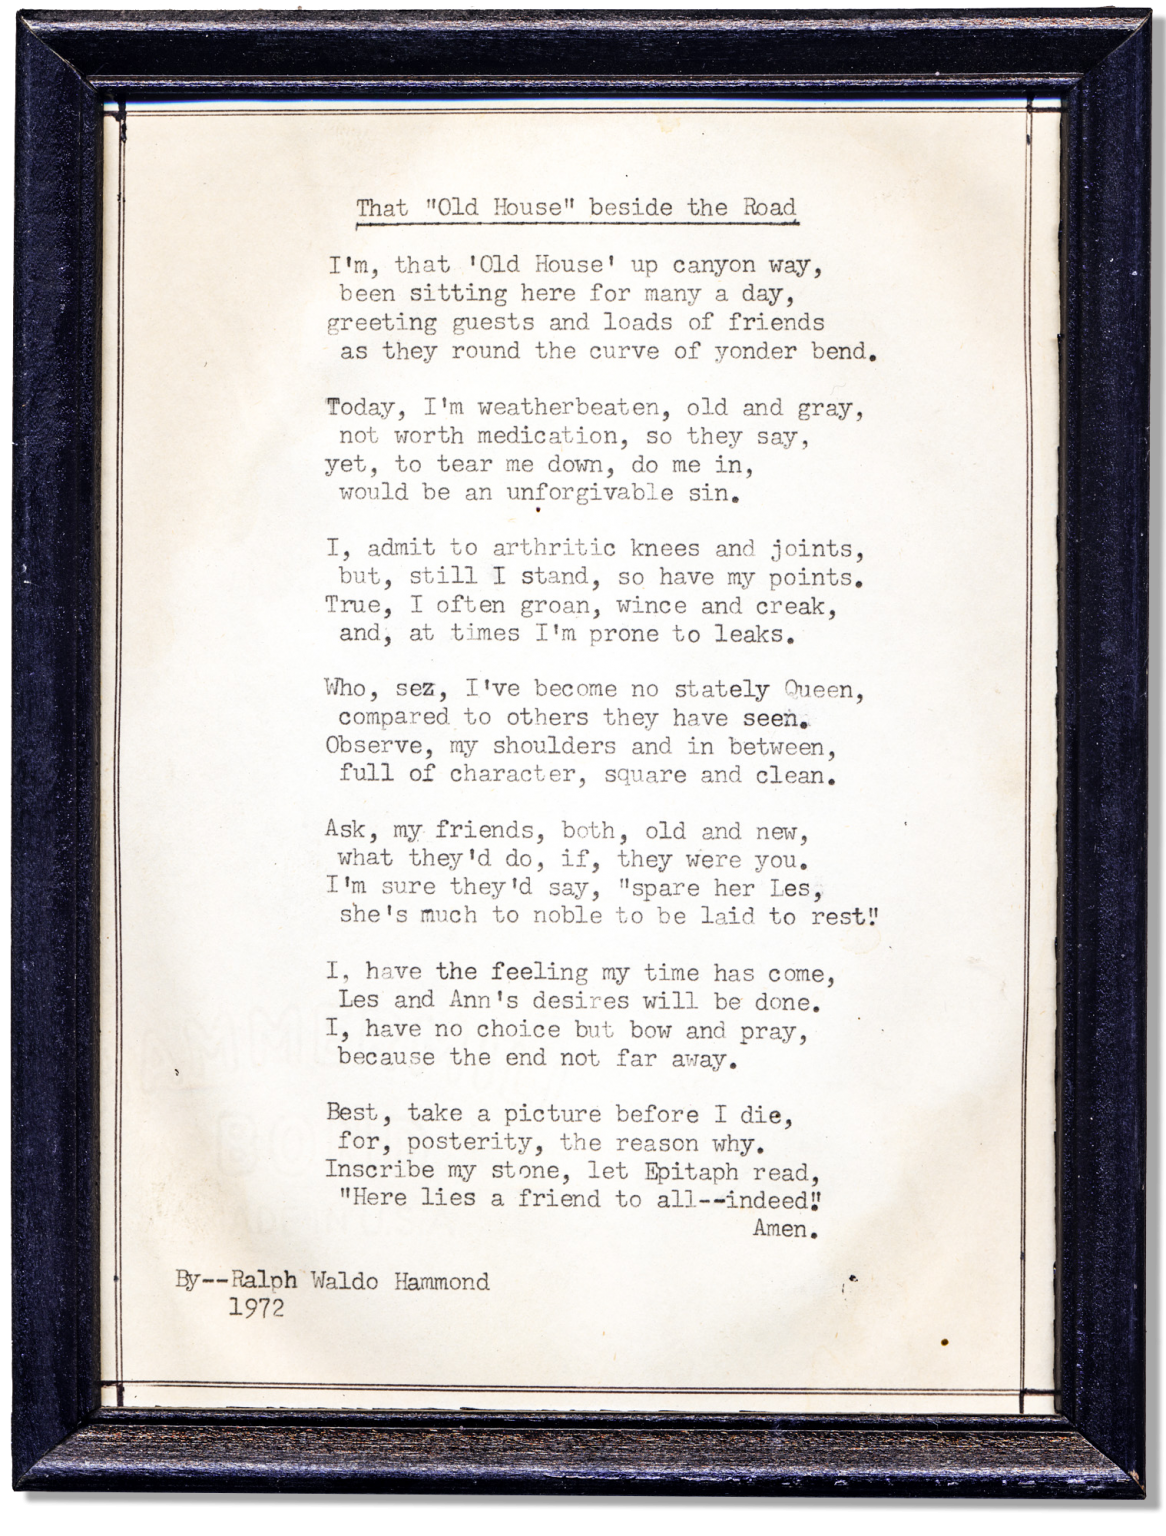 That "Old House" beside the Road
I'm, that 'Old House' up canyon way,
been sitting here for many a day,
greeting guests and loads of friends
as they round the curve of yonder bend.
Today, I'm weatherbeaten, old and gray,
not worth medication, so they say,
yet, to tear me down, do me in,
would be an unforgivable sin.
I, admit to arthritic knees and joints,
but, still I stand, so have my points.
True, I often groan, wince and creak,
and, at times I'm prone to leaks.
Who, sez, I've become no stately Queen,
compared to others they have seen.
Observe, my shoulders and in between,
full of character, square and clean.
Ask, my friends, both, old and new,
what they'd do, if, they were you.
I'm sure they'd say, "spare her Les,
she's much to noble to be laid to rest!"
I, have the feeling my time has come,
Les and Ann's desires will be done.
I, have no choice but bow and pray,
because the end not far away.
Best, take a picture before I die,
for, posterity, the reason why.
Inscribe my stone, let Epitaph read,
"Here lies a friend to all--indeed!"
Amen.
By--Ralph Waldo Hammond
1972